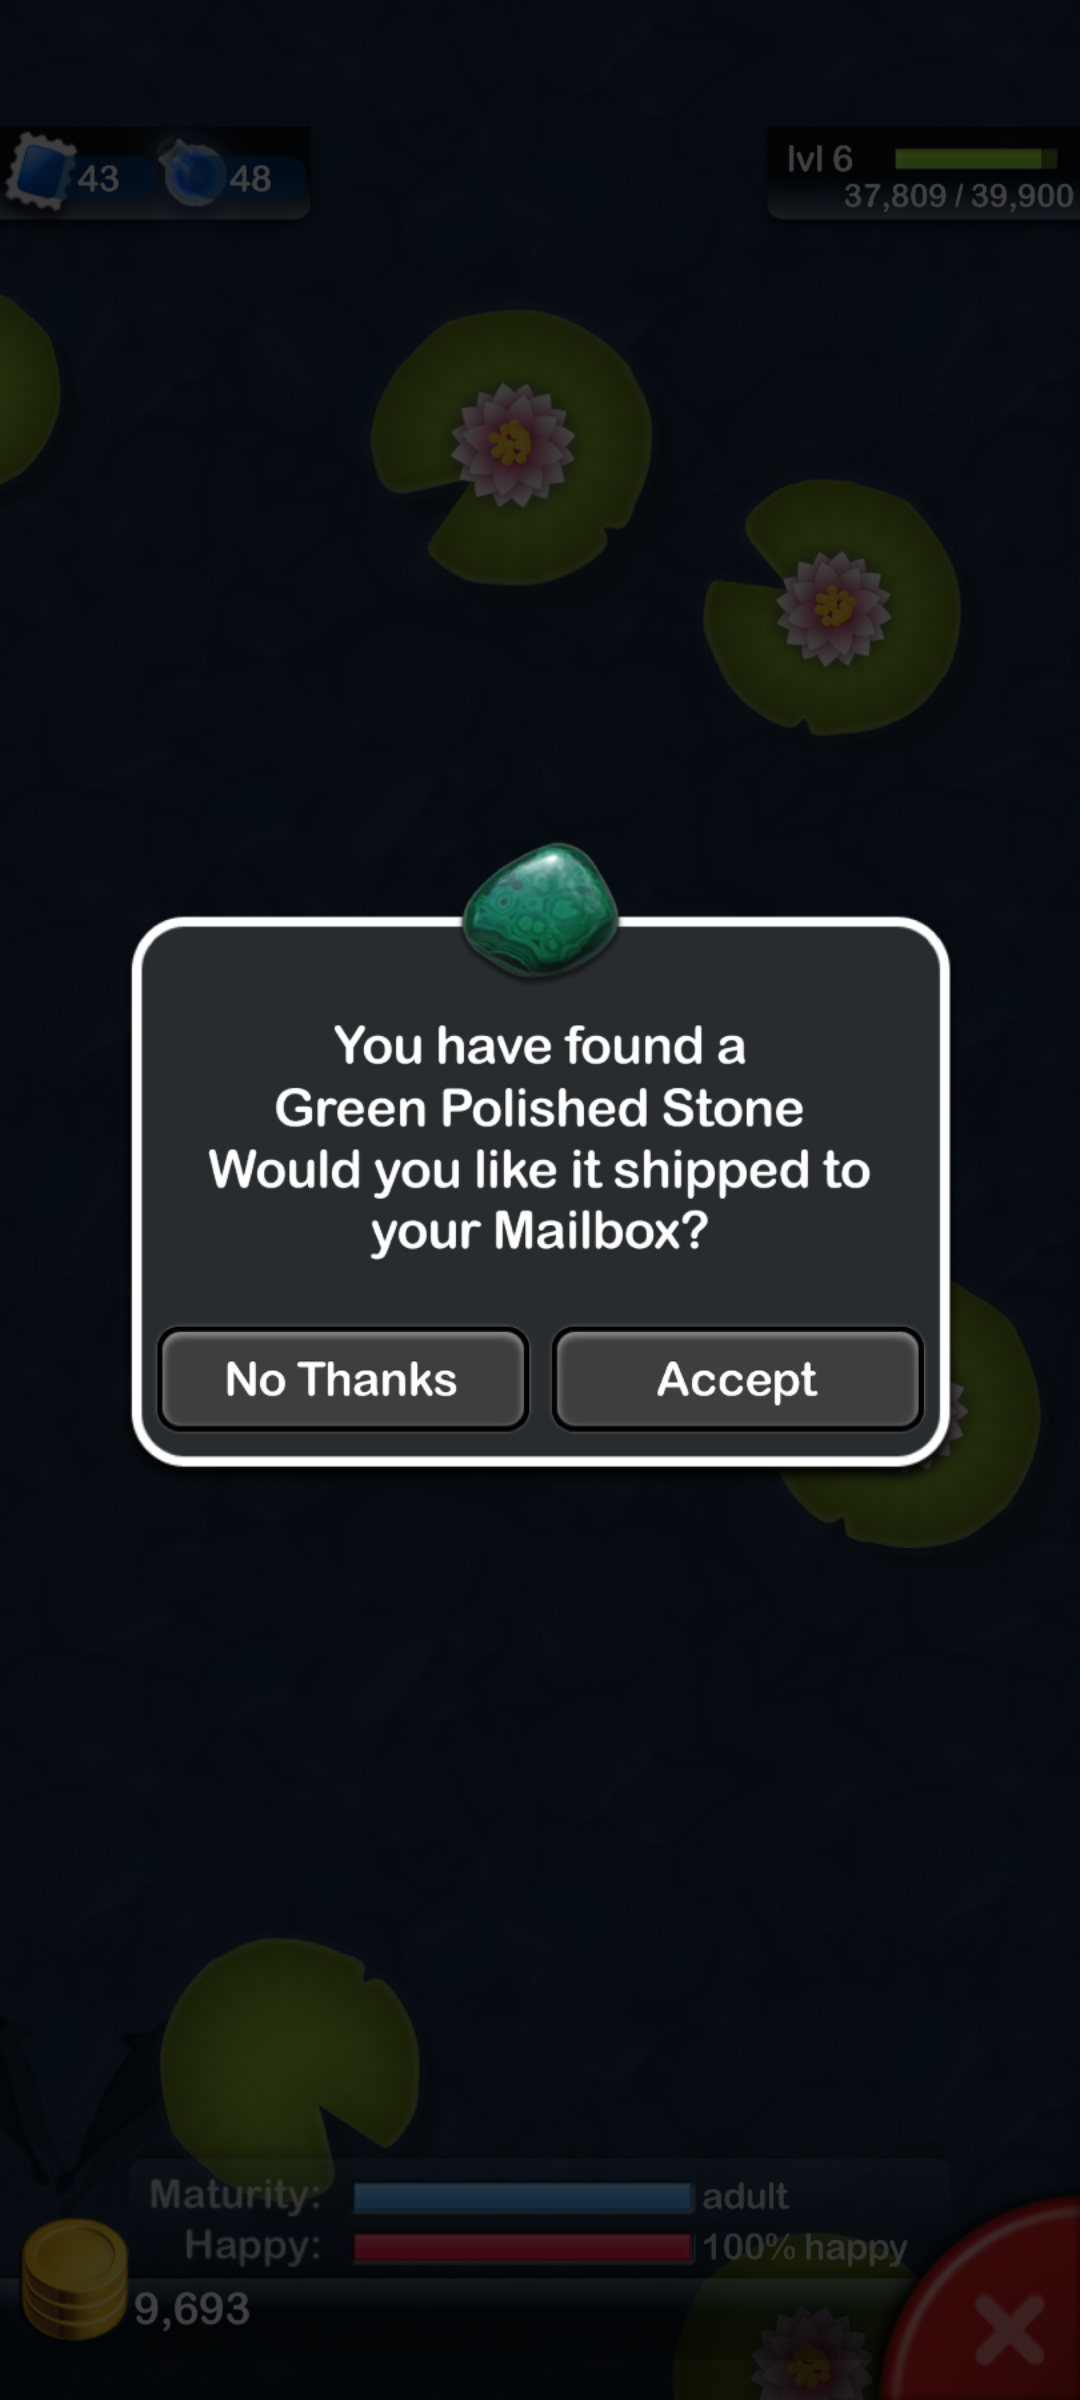 43
48
lvl 6
37,809 / 39,900
You have found a
Green Polished Stone
Would you like it shipped to
your Mailbox?
No Thanks
Accept
Maturity:
adult
Happy:
100% happy
9,693